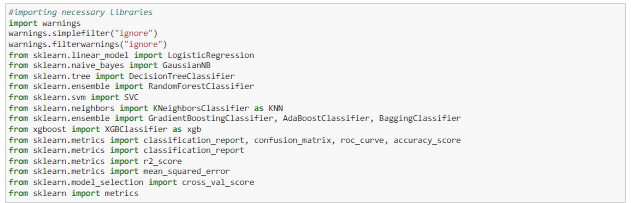 #importing necessary libraries
import warnings
warnings.simplefilter("ignore")
warnings.filterwarnings("ignore")
from sklearn.linear_model import LogisticRegression
from sklearn.naive_bayes import GaussianNB
from sklearn.tree import DecisionTreeClassifier
from sklearn.ensemble import RandomForestClassifier
from sklearn.svm import SVC
from sklearn.neighbors import KNeighborsClassifier as KNN
from sklearn.ensemble import GradientBoostingClassifier, AdaBoostClassifier, BaggingClassifier
from xgboost import XGBClassifier as xgb
from sklearn.metrics import classification_report, confusion_matrix, roc_curve, accuracy_score
from sklearn.metrics import classification_report
from sklearn.metrics import r2_score
from sklearn.metrics import mean_squared_error
from sklearn.model_selection import cross_val_score
from sklearn import metrics